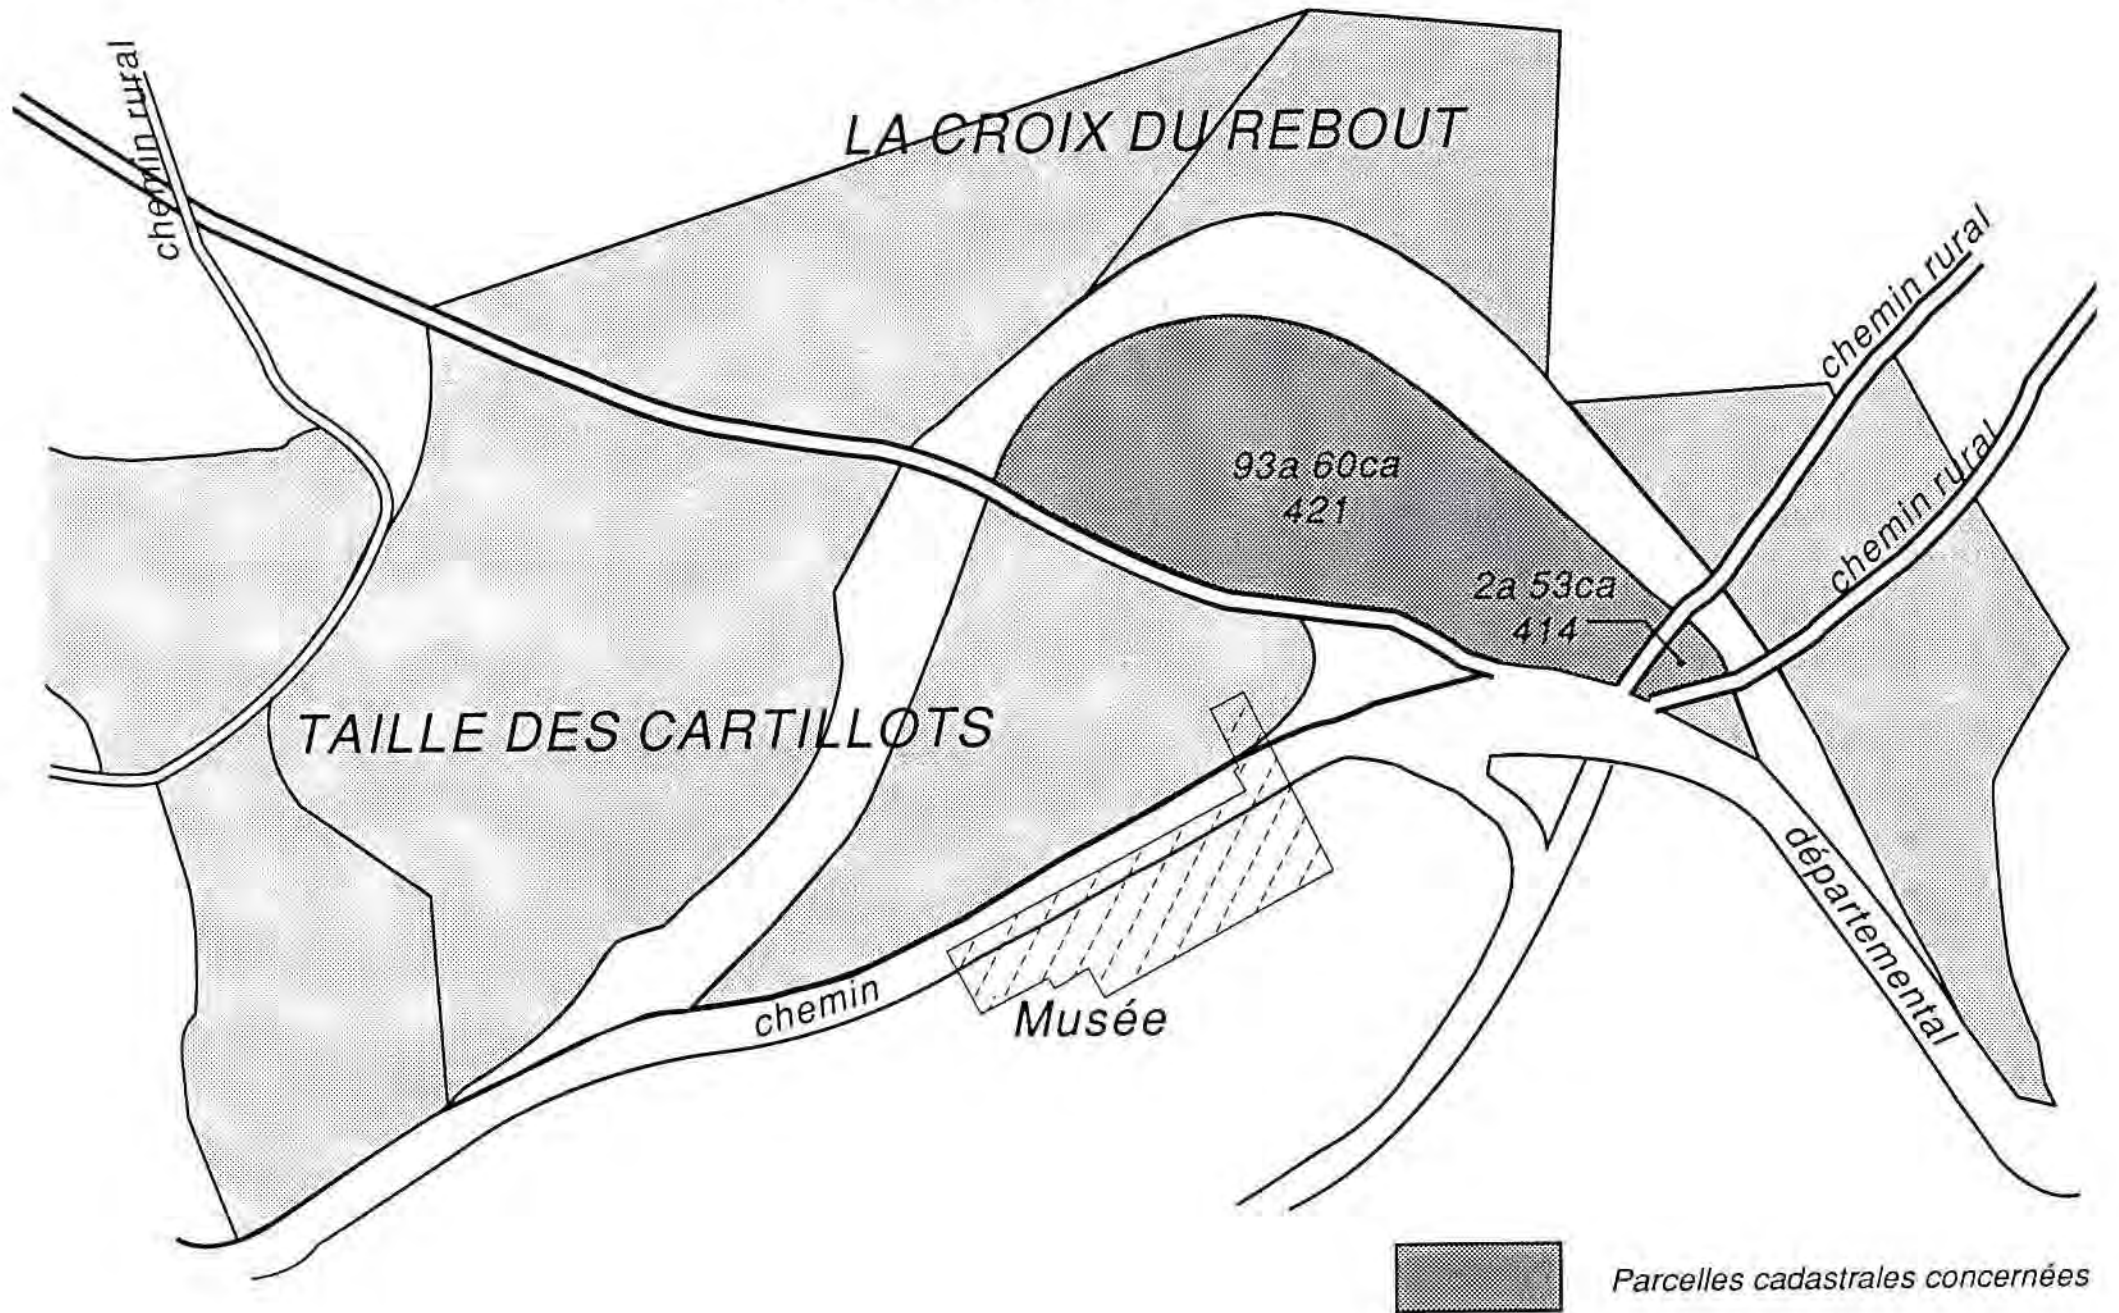 chemin rural
LA CROIX DU REBOUT
chemin rural
93a 60ca
421
chemin rural
2a 53ca
414
TAILLE DES CARTILLOTS
départemental
chemin
Musée
Parcelles cadastrales concernées